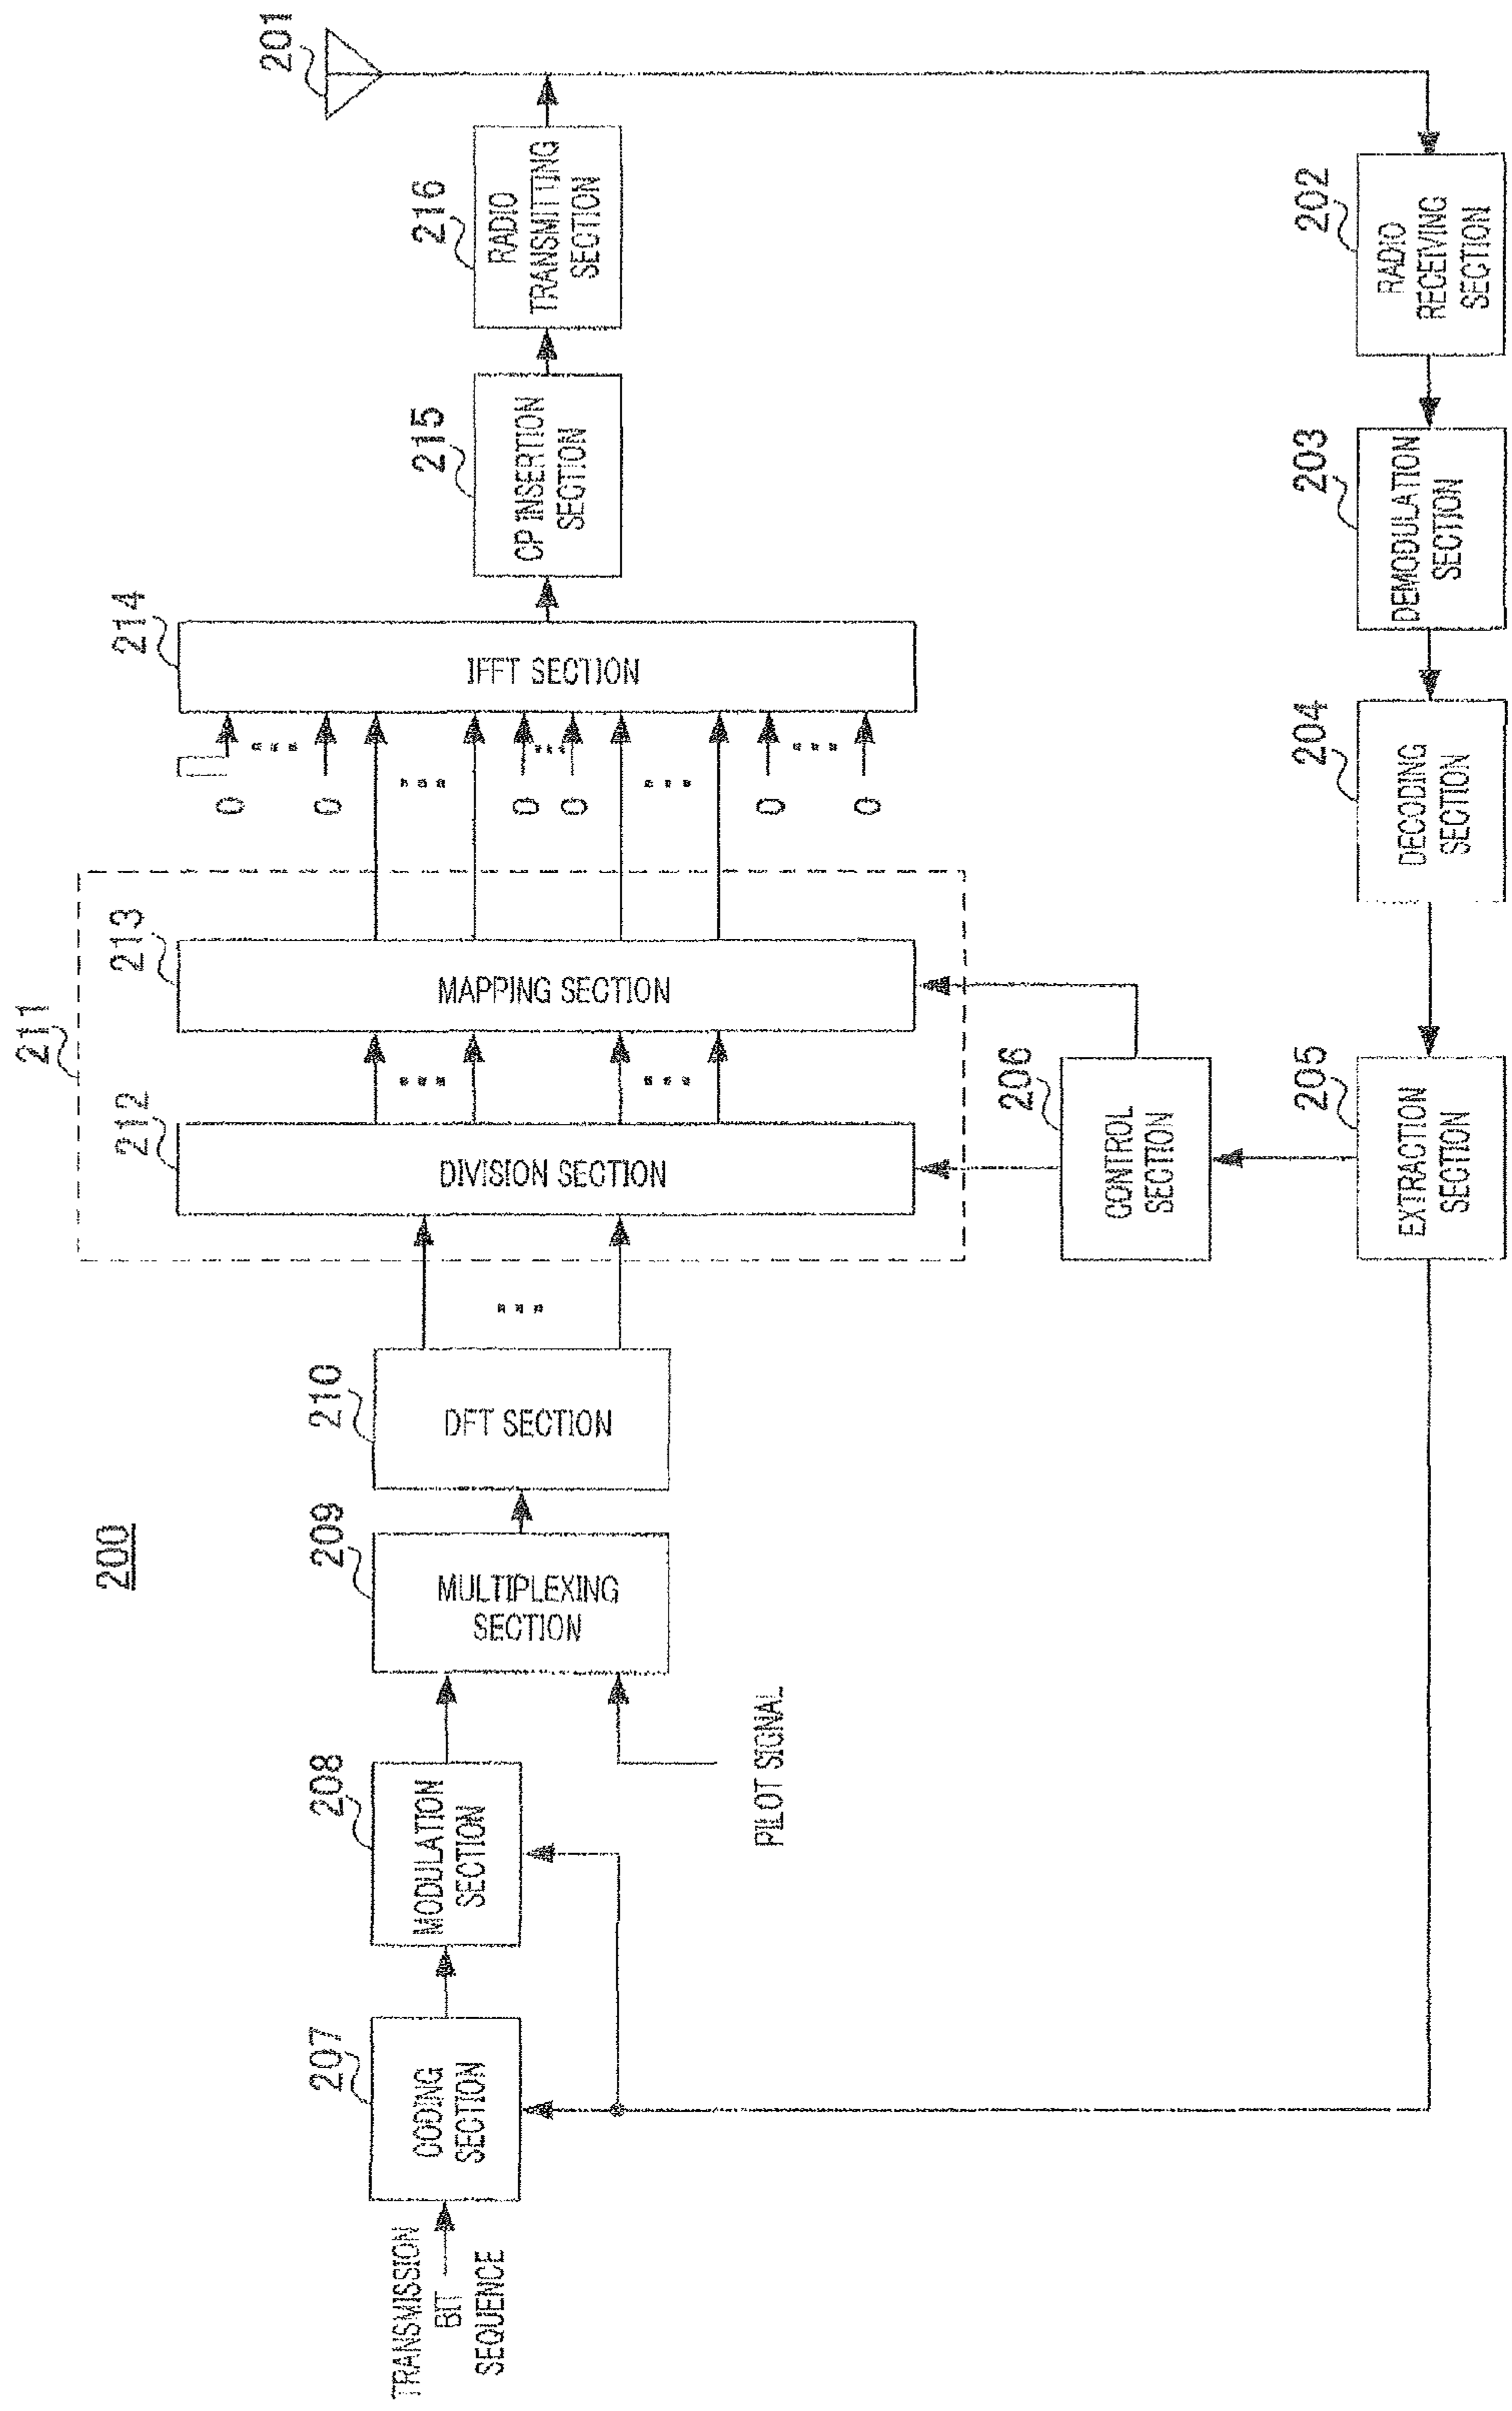 200
TRANSMISSION
BIT
SEQUENCE
207
CODING
SECTION
208
MODULATION
SECTION
PILOT SIGNAL
209
MULTIPLEXING
SECTION
210
DFT SECTION
211
212
DIVISION SECTION
213
MAPPING SECTION
...
...
...
...
...
0
...
0
0
...
0
0
...
0
214
IFFT SECTION
215
CP INSERTION
SECTION
216
RADIO
TRANSMITTING
SECTION
201
206
CONTROL
SECTION
205
EXTRACTION
SECTION
204
DECODING
SECTION
203
DEMODULATION
SECTION
202
RADIO
RECEIVING
SECTION